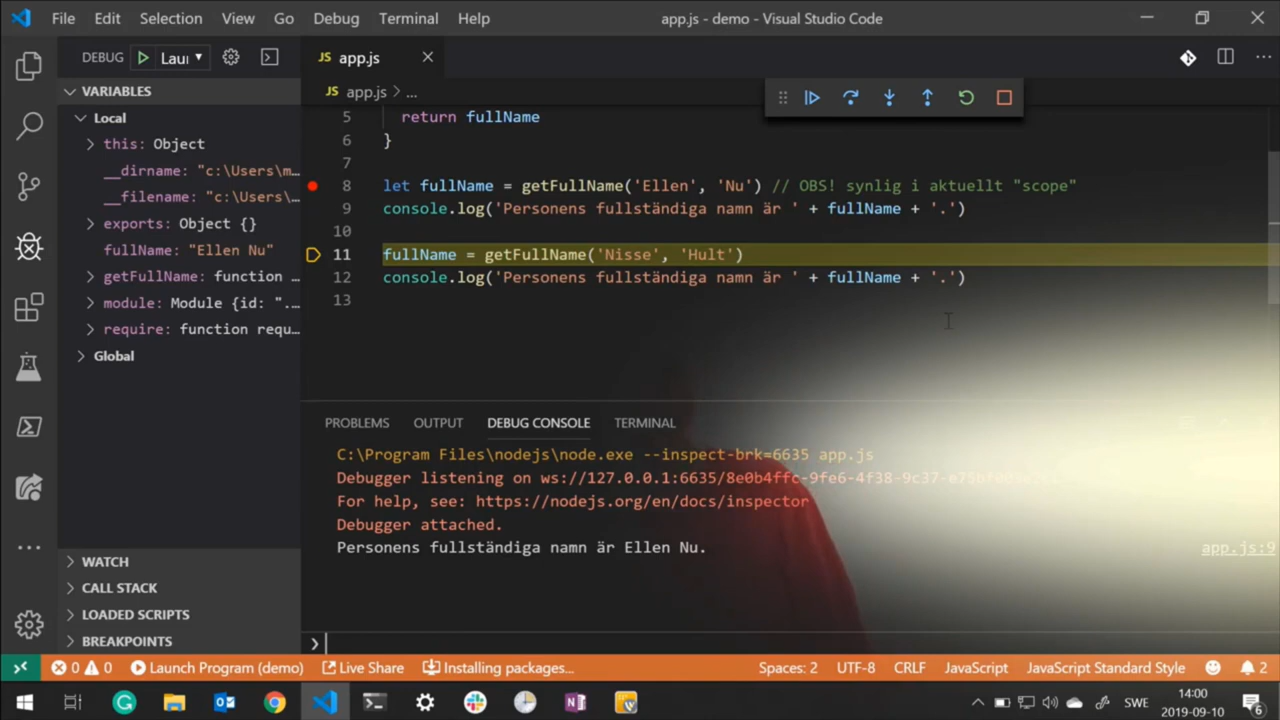 File Edit Selection View Go Debug Terminal Help app.js - demo - Visual Studio Code
DEBUG Lau
JS app.js
VARIABLES
JS app.js > ...
Local
this: Object
__dirname: "c:\Users\m…
__filename: "c:\Users\…
exports: Object {}
fullName: "Ellen Nu"
getFullName: function …
module: Module {id: "..…
require: function requ…
Global
5 return fullName
6 }
7
8 let fullName = getFullName('Ellen', 'Nu') // OBS! synlig i aktuellt "scope"
9 console.log('Personens fullständiga namn är ' + fullName + '.')
10
11 fullName = getFullName('Nisse', 'Hult')
12 console.log('Personens fullständiga namn är ' + fullName + '.')
13
PROBLEMS OUTPUT DEBUG CONSOLE TERMINAL
C:\Program Files\nodejs\node.exe --inspect-brk=6635 app.js
Debugger listening on ws://127.0.0.1:6635/8e0b4ffc-9fe6-4f38-9c37-
For help, see: https://nodejs.org/en/docs/inspector
Debugger attached.
Personens fullständiga namn är Ellen Nu. app.js:9
WATCH
CALL STACK
LOADED SCRIPTS
BREAKPOINTS
0 0 Launch Program (demo) Live Share Installing packages... Spaces: 2 UTF-8 CRLF JavaScript JavaScript Standard Style 2
SWE
14:00
2019-09-10
6